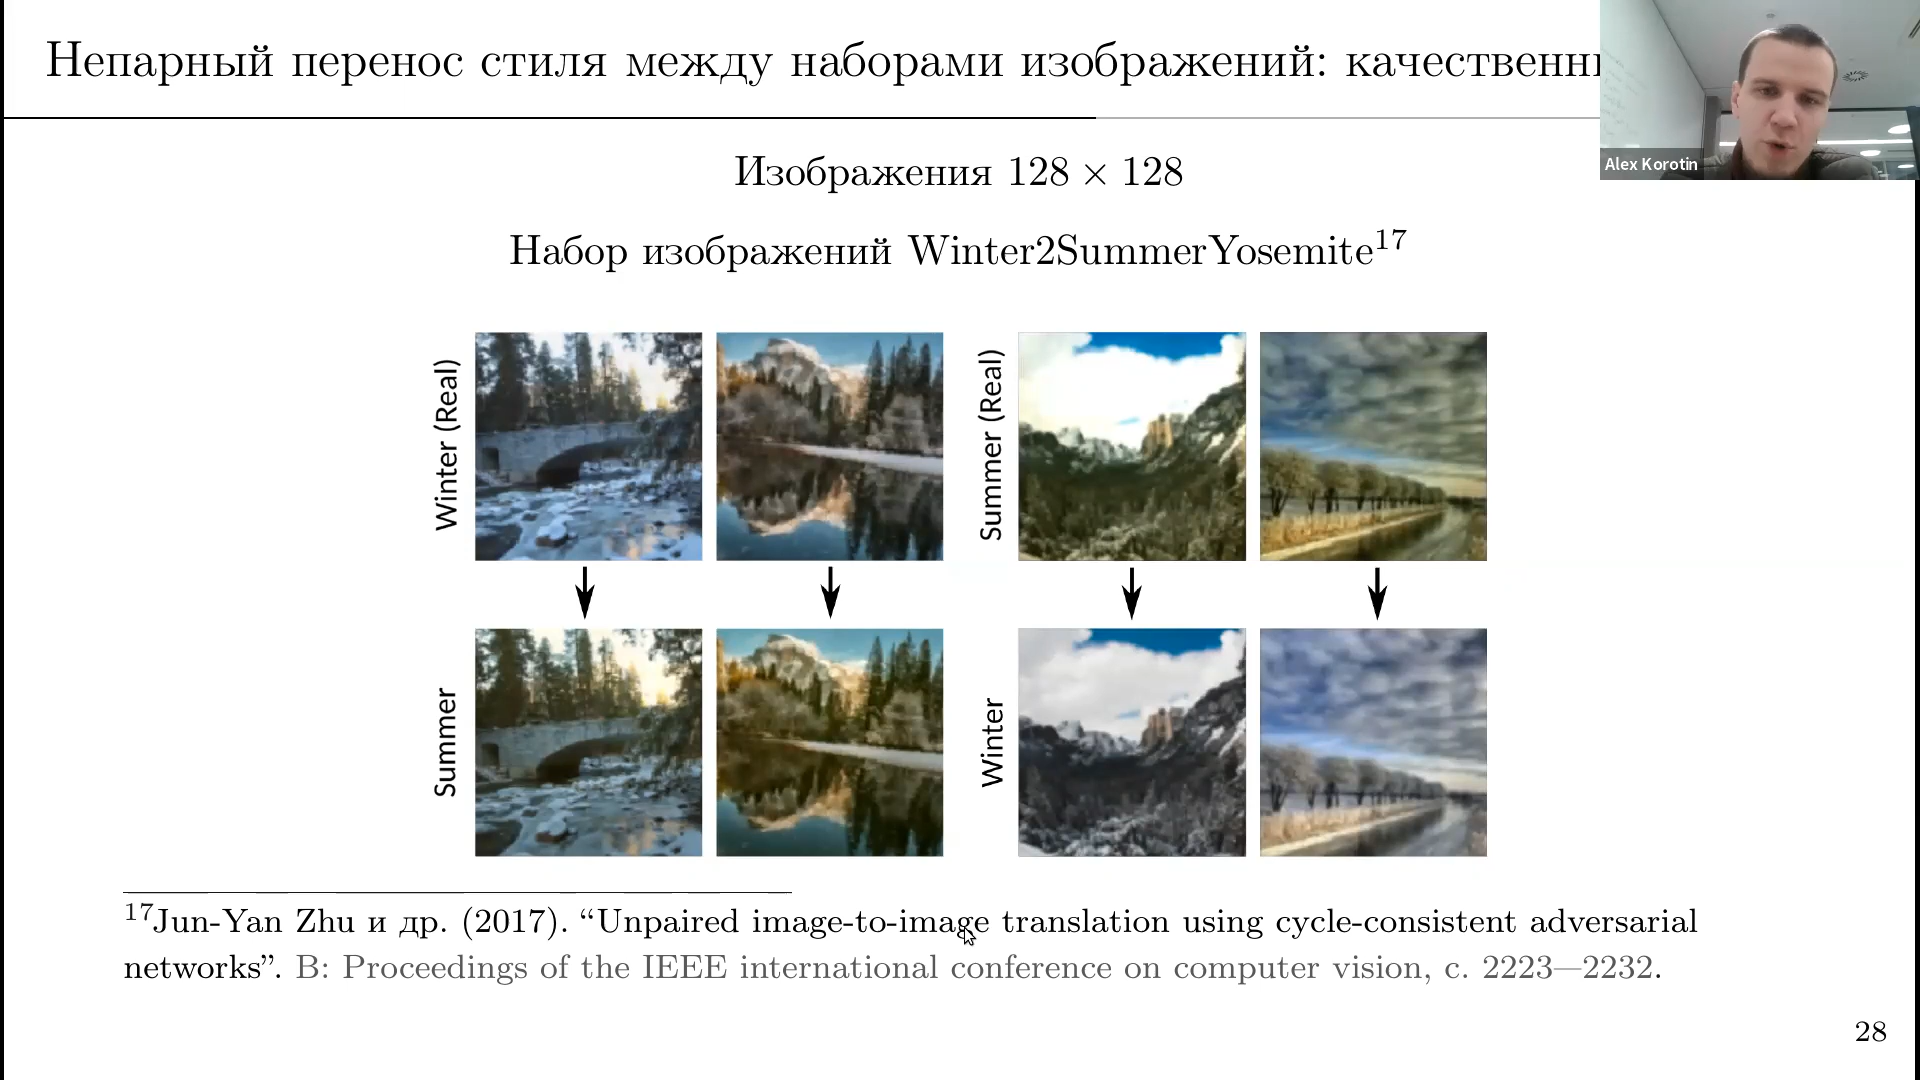 Непарный перенос стиля между наборами изображений:
Alex Korotin
Изображения 128 × 128
Набор изображений Winter2SummerYosemite17
Winter (Real)
Summer (Real)
Summer
Winter
17Jun-Yan Zhu и др. (2017). “Unpaired image-to-image translation using cycle-consistent adversarial
networks”. В: Proceedings of the IEEE international conference on computer vision, с. 2223—2232.
28